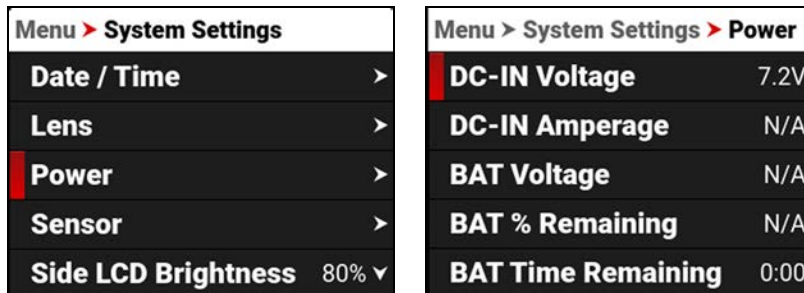 Menu > System Settings
Date / Time >
Lens >
Power >
Sensor >
Side LCD Brightness 80%
Menu > System Settings > Power
DC-IN Voltage 7.2V
DC-IN Amperage N/A
BAT Voltage N/A
BAT % Remaining N/A
BAT Time Remaining 0:00